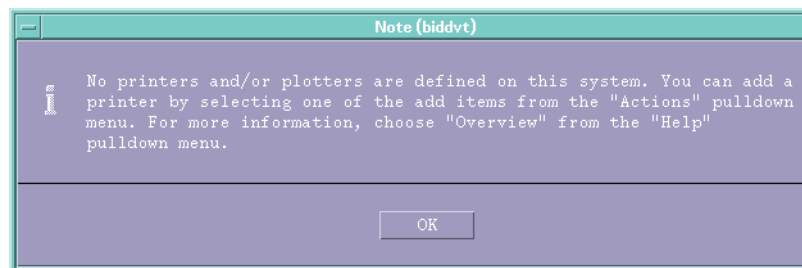 Note (biddvt)
No printers and/or plotters are defined on this system. You can add a
printer by selecting one of the add items from the "Actions" pulldown
menu. For more information, choose "Overview" from the "Help"
pulldown menu.
OK